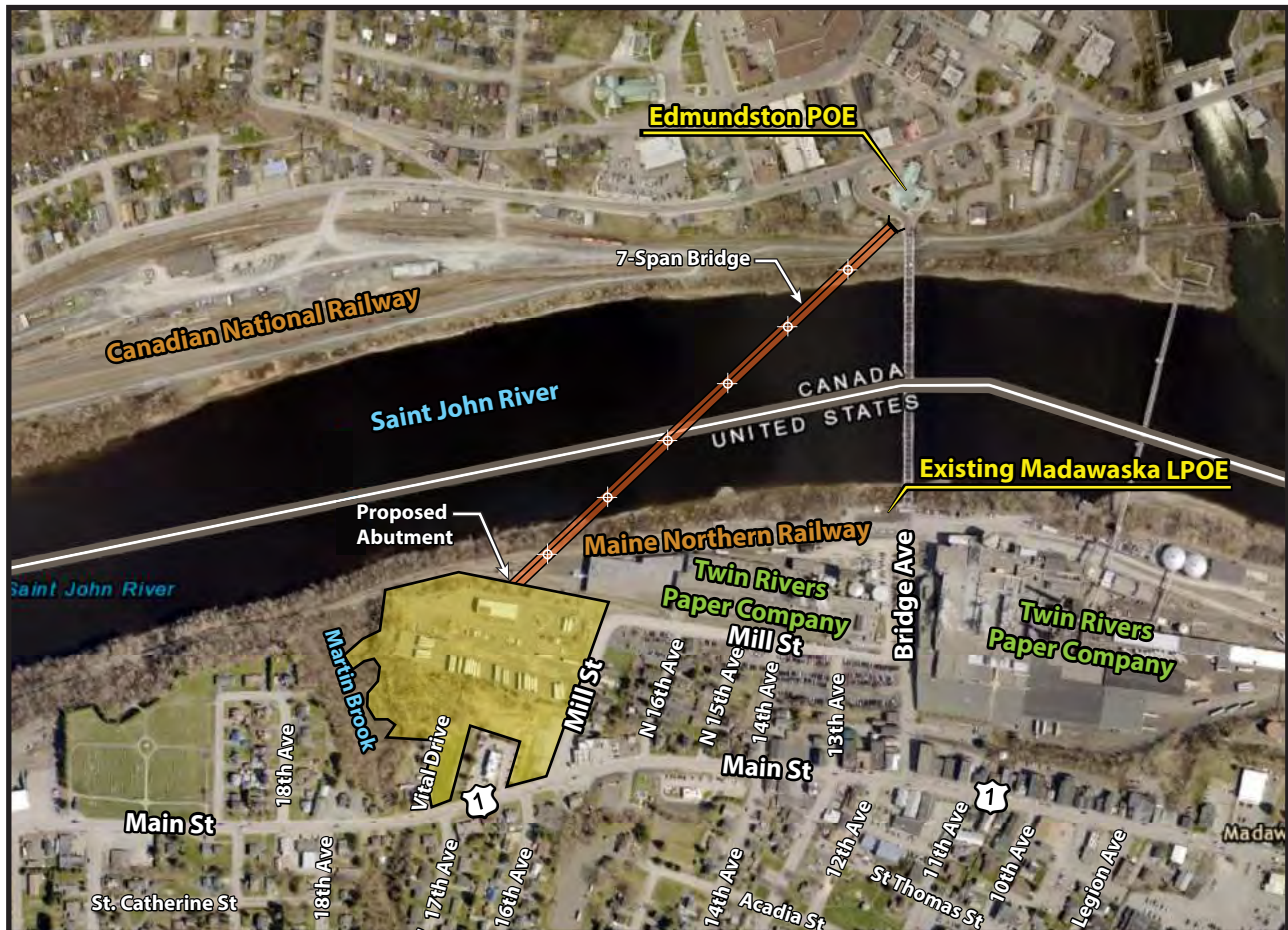 Edmundston POE
7-Span Bridge
Canadian National Railway
Saint John River
CANADA
UNITED STATES
Existing Madawaska LPOE
Proposed
Abutment
Maine Northern Railway
Saint John River
Twin Rivers
Paper Company
Bridge Ave
Twin Rivers
Paper Company
Mill St
Martin Brook
Mill St
N 16th Ave
N 15th Ave
14th Ave
13th Ave
18th Ave
Vital Drive
Main St
1
1
Main St
Madaw
18th Ave
17th Ave
16th Ave
14th Ave
12th Ave
11th Ave
10th Ave
Legion Ave
St. Catherine St
Acadia St
St Thomas St